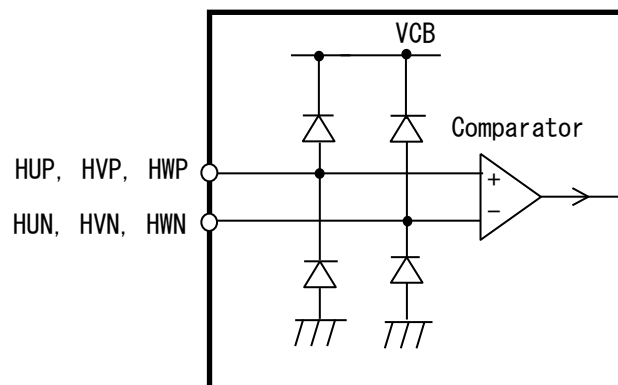 VCB
Comparator
HUP, HVP, HWP
+
HUN, HVN, HWN
−